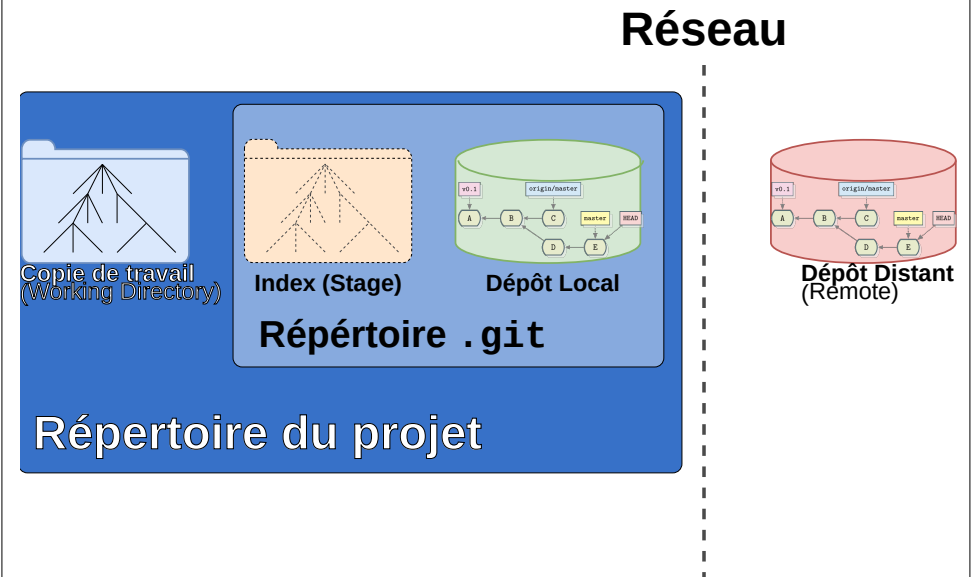 Réseau
v0.1
origin/master
A
B
C
master
HEAD
D
E
v0.1
origin/master
A
B
C
master
HEAD
D
E
Copie de travail
(Working Directory)
Index (Stage)
Dépôt Local
Dépôt Distant
(Remote)
Répértoire .git
Répertoire du projet